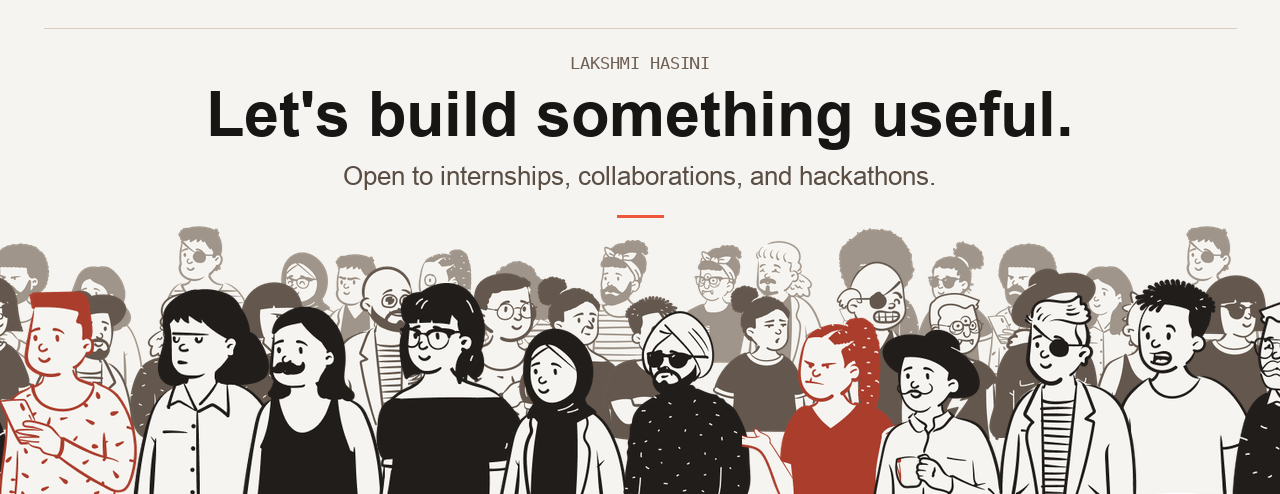 LAKSHMI HASINI
Let's build something useful.
Open to internships, collaborations, and hackathons.